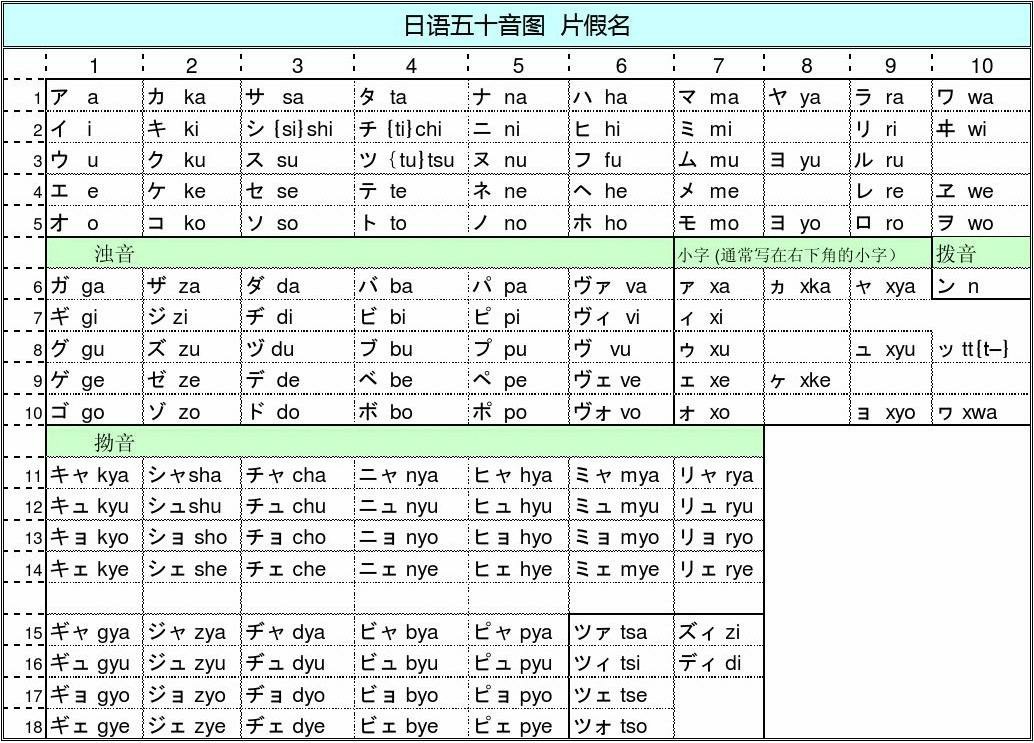 日语五十音图 片假名
1 2 3 4 5 6 7 8 9 10
1 ア a カ ka サ sa タ ta ナ na ハ ha マ ma ヤ ya ラ ra ワ wa
2 イ i キ ki シ {si}shi チ {ti}chi ニ ni ヒ hi ミ mi リ ri ヰ wi
3 ウ u ク ku ス su ツ {tu}tsu ヌ nu フ fu ム mu ヨ yu ル ru
4 エ e ケ ke セ se テ te ネ ne ヘ he メ me レ re ヱ we
5 オ o コ ko ソ so ト to ノ no ホ ho モ mo ヨ yo ロ ro ヲ wo
浊音 小字 (通常写在右下角的小字） 拨音
6 ガ ga ザ za ダ da バ ba パ pa ヴァ va ァ xa ヵ xka ャ xya ン n
7 ギ gi ジ zi ヂ di ビ bi ピ pi ヴィ vi ィ xi
8 グ gu ズ zu ヅ du ブ bu プ pu ヴ vu ゥ xu ュ xyu ッ tt{t–}
9 ゲ ge ゼ ze デ de ベ be ペ pe ヴェ ve ェ xe ヶ xke
10 ゴ go ゾ zo ド do ボ bo ポ po ヴォ vo ォ xo ョ xyo ヮ xwa
拗音
11 キャ kya シャ sha チャ cha ニャ nya ヒャ hya ミャ mya リャ rya
12 キュ kyu シュ shu チュ chu ニュ nyu ヒュ hyu ミュ myu リュ ryu
13 キョ kyo ショ sho チョ cho ニョ nyo ヒョ hyo ミョ myo リョ ryo
14 キェ kye シェ she チェ che ニェ nye ヒェ hye ミェ mye リェ rye
15 ギャ gya ジャ zya ヂャ dya ビャ bya ピャ pya ツァ tsa ズィ zi
16 ギュ gyu ジュ zyu ヂュ dyu ビュ byu ピュ pyu ツィ tsi ディ di
17 ギョ gyo ジョ zyo ヂョ dyo ビョ byo ピョ pyo ツェ tse
18 ギェ gye ジェ zye ヂェ dye ビェ bye ピェ pye ツォ tso